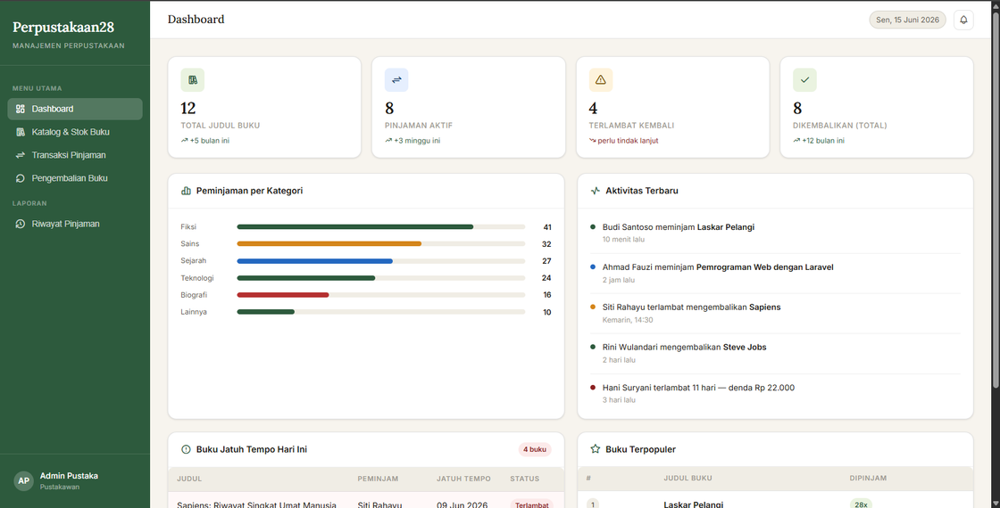 Perpustakaan28
MANAJEMEN PERPUSTAKAAN
MENU UTAMA
Dashboard
Katalog & Stok Buku
Transaksi Pinjaman
Pengembalian Buku
LAPORAN
Riwayat Pinjaman
AP
Admin Pustaka
Pustakawan
Dashboard
Sen, 15 Juni 2026
12
TOTAL JUDUL BUKU
+5 bulan ini
8
PINJAMAN AKTIF
+3 minggu ini
4
TERLAMBAT KEMBALI
perlu tindak lanjut
8
DIKEMBALIKAN (TOTAL)
+12 bulan ini
Peminjaman per Kategori
Fiksi 41
Sains 32
Sejarah 27
Teknologi 24
Biografi 16
Lainnya 10
Aktivitas Terbaru
Budi Santoso meminjam Laskar Pelangi
10 menit lalu
Ahmad Fauzi meminjam Pemrograman Web dengan Laravel
2 jam lalu
Siti Rahayu terlambat mengembalikan Sapiens
Kemarin, 14:30
Rini Wulandari mengembalikan Steve Jobs
2 hari lalu
Hani Suryani terlambat 11 hari — denda Rp 22.000
3 hari lalu
Buku Jatuh Tempo Hari Ini 4 buku
JUDUL PEMINJAM JATUH TEMPO STATUS
Sapiens: Riwayat Singkat Umat Manusia Siti Rahayu 09 Jun 2026 Terlambat
Buku Terpopuler
# JUDUL BUKU DIPINJAM
1 Laskar Pelangi 28x